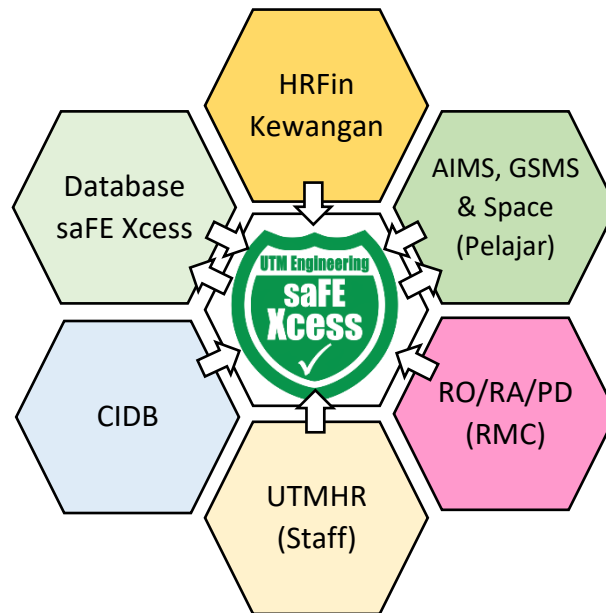 HRFin
Kewangan
Database
saFE Xcess
AIMS, GSMS
& Space
(Pelajar)
UTM Engineering
saFE
Xcess
CIDB
RO/RA/PD
(RMC)
UTMHR
(Staff)